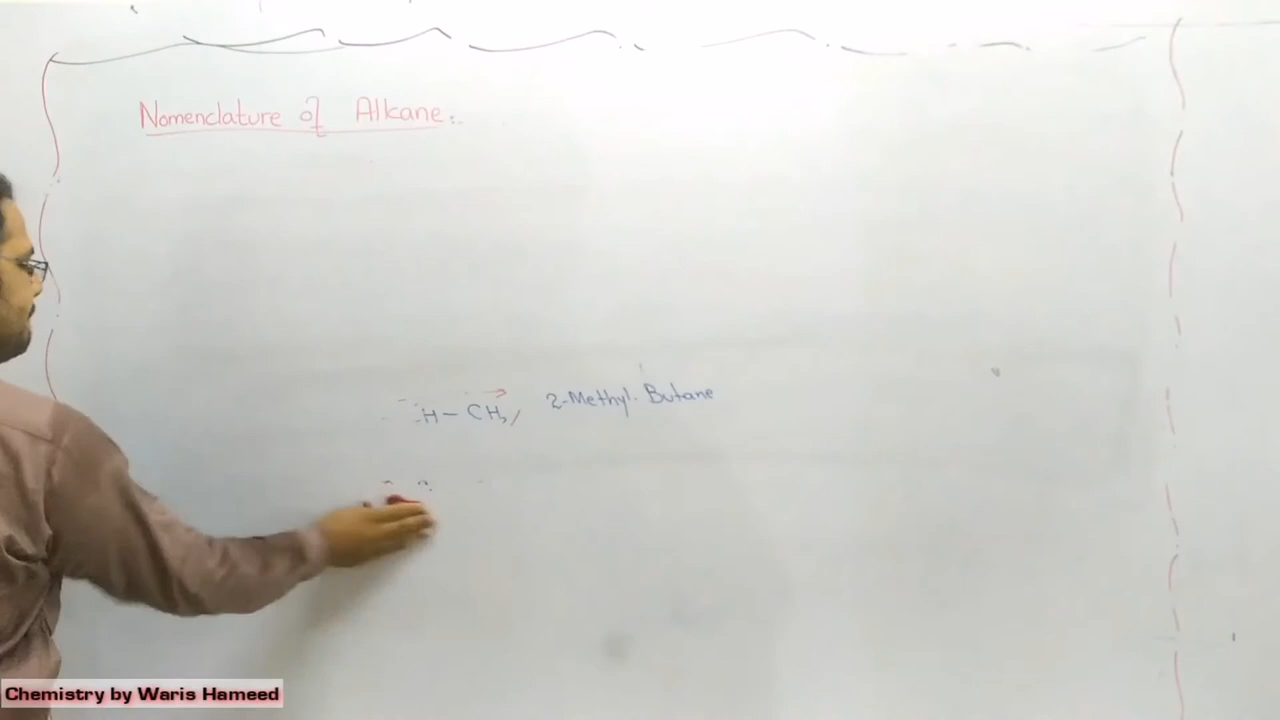 Nomenclature of Alkane:.
H - CH3, 2-Methyl. Butane
Chemistry by Waris Hameed